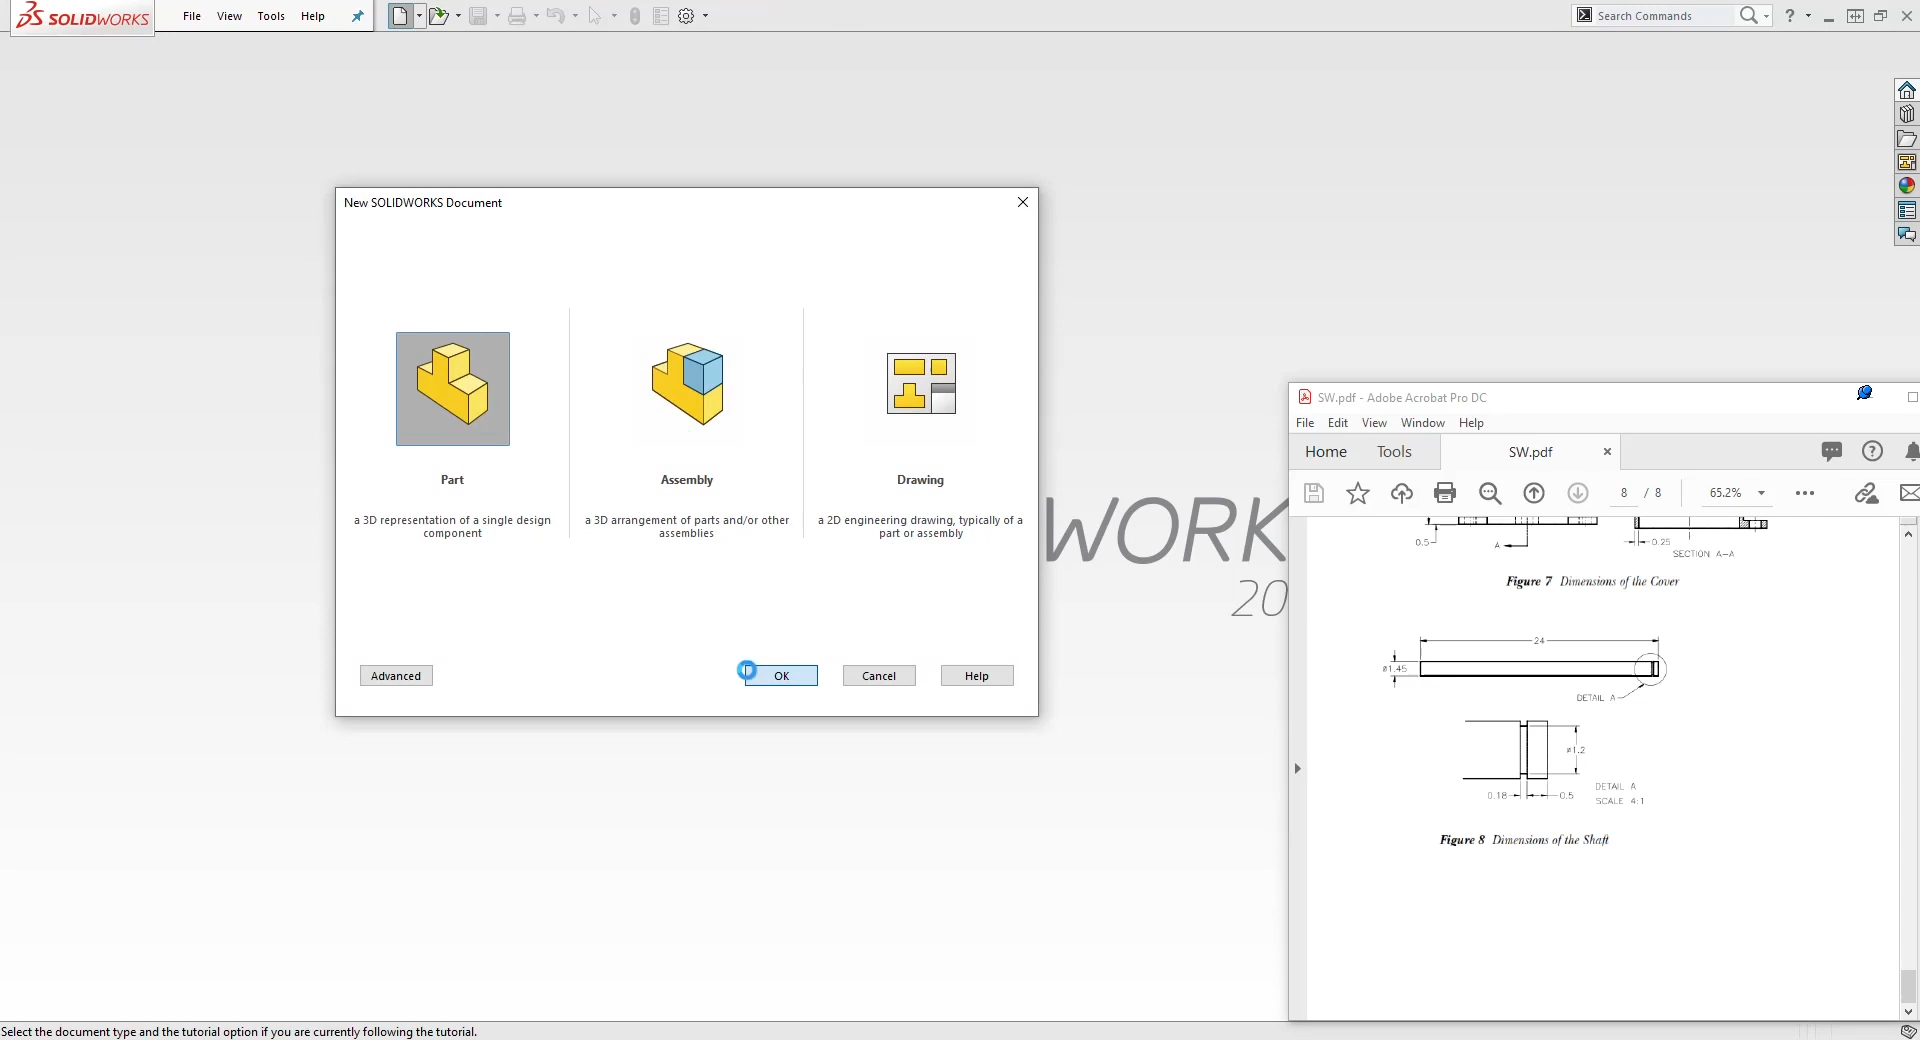 SOLIDWORKS
File View Tools Help
Search Commands
?
New SOLIDWORKS Document
Part
a 3D representation of a single design
component
Assembly
a 3D arrangement of parts and/or other
assemblies
Drawing
a 2D engineering drawing, typically of a
part or assembly
Advanced
OK
Cancel
Help
WORK
20
SW.pdf - Adobe Acrobat Pro DC
File Edit View Window Help
Home Tools SW.pdf
8 / 8
65.2%
0.5
A
0.25
SECTION A-A
Figure 7 Dimensions of the Cover
24
ø1.45
DETAIL A
ø1.2
0.18
0.5
DETAIL A
SCALE 4:1
Figure 8 Dimensions of the Shaft
Select the document type and the tutorial option if you are currently following the tutorial.